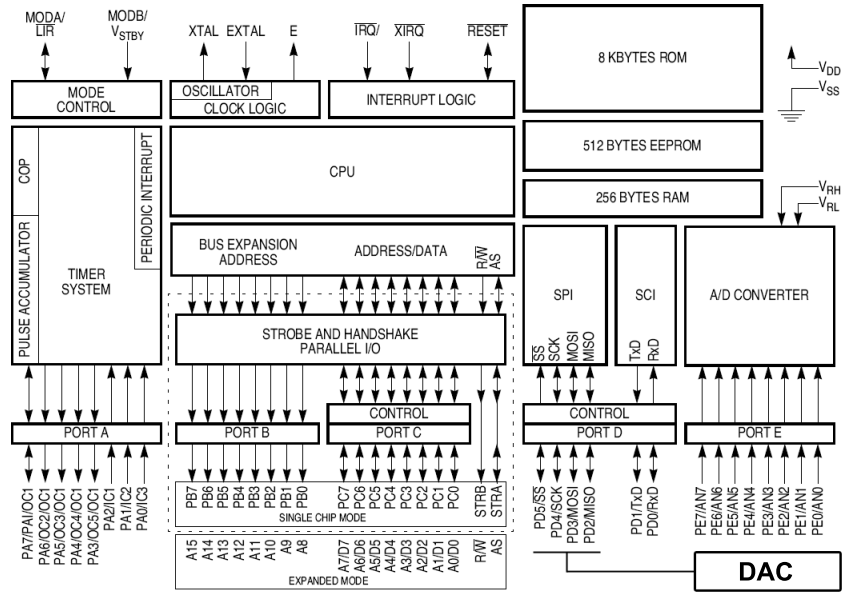 MODA/
LIR
MODB/
VSTBY
XTAL EXTAL E
IRQ/ XIRQ RESET
MODE
CONTROL
OSCILLATOR
CLOCK LOGIC
INTERRUPT LOGIC
8 KBYTES ROM
VDD
VSS
COP
PERIODIC INTERRUPT
PULSE ACCUMULATOR
TIMER
SYSTEM
CPU
512 BYTES EEPROM
256 BYTES RAM
VRH
VRL
BUS EXPANSION
ADDRESS
ADDRESS/DATA
R/W
AS
STROBE AND HANDSHAKE
PARALLEL I/O
SPI
SS
SCK
MOSI
MISO
SCI
TxD
RxD
A/D CONVERTER
CONTROL
CONTROL
PORT A
PORT B
PORT C
PORT D
PORT E
PA7/PAI/OC1
PA6/OC2/OC1
PA5/OC3/OC1
PA4/OC4/OC1
PA3/OC5/OC1
PA2/IC1
PA1/IC2
PA0/IC3
PB7
PB6
PB5
PB4
PB3
PB2
PB1
PB0
PC7
PC6
PC5
PC4
PC3
PC2
PC1
PC0
STRB
STRA
SINGLE CHIP MODE
A15
A14
A13
A12
A11
A10
A9
A8
A7/D7
A6/D6
A5/D5
A4/D4
A3/D3
A2/D2
A1/D1
A0/D0
R/W
AS
EXPANDED MODE
PD5/SS
PD4/SCK
PD3/MOSI
PD2/MISO
PD1/TxD
PD0/RxD
PE7/AN7
PE6/AN6
PE5/AN5
PE4/AN4
PE3/AN3
PE2/AN2
PE1/AN1
PE0/AN0
DAC